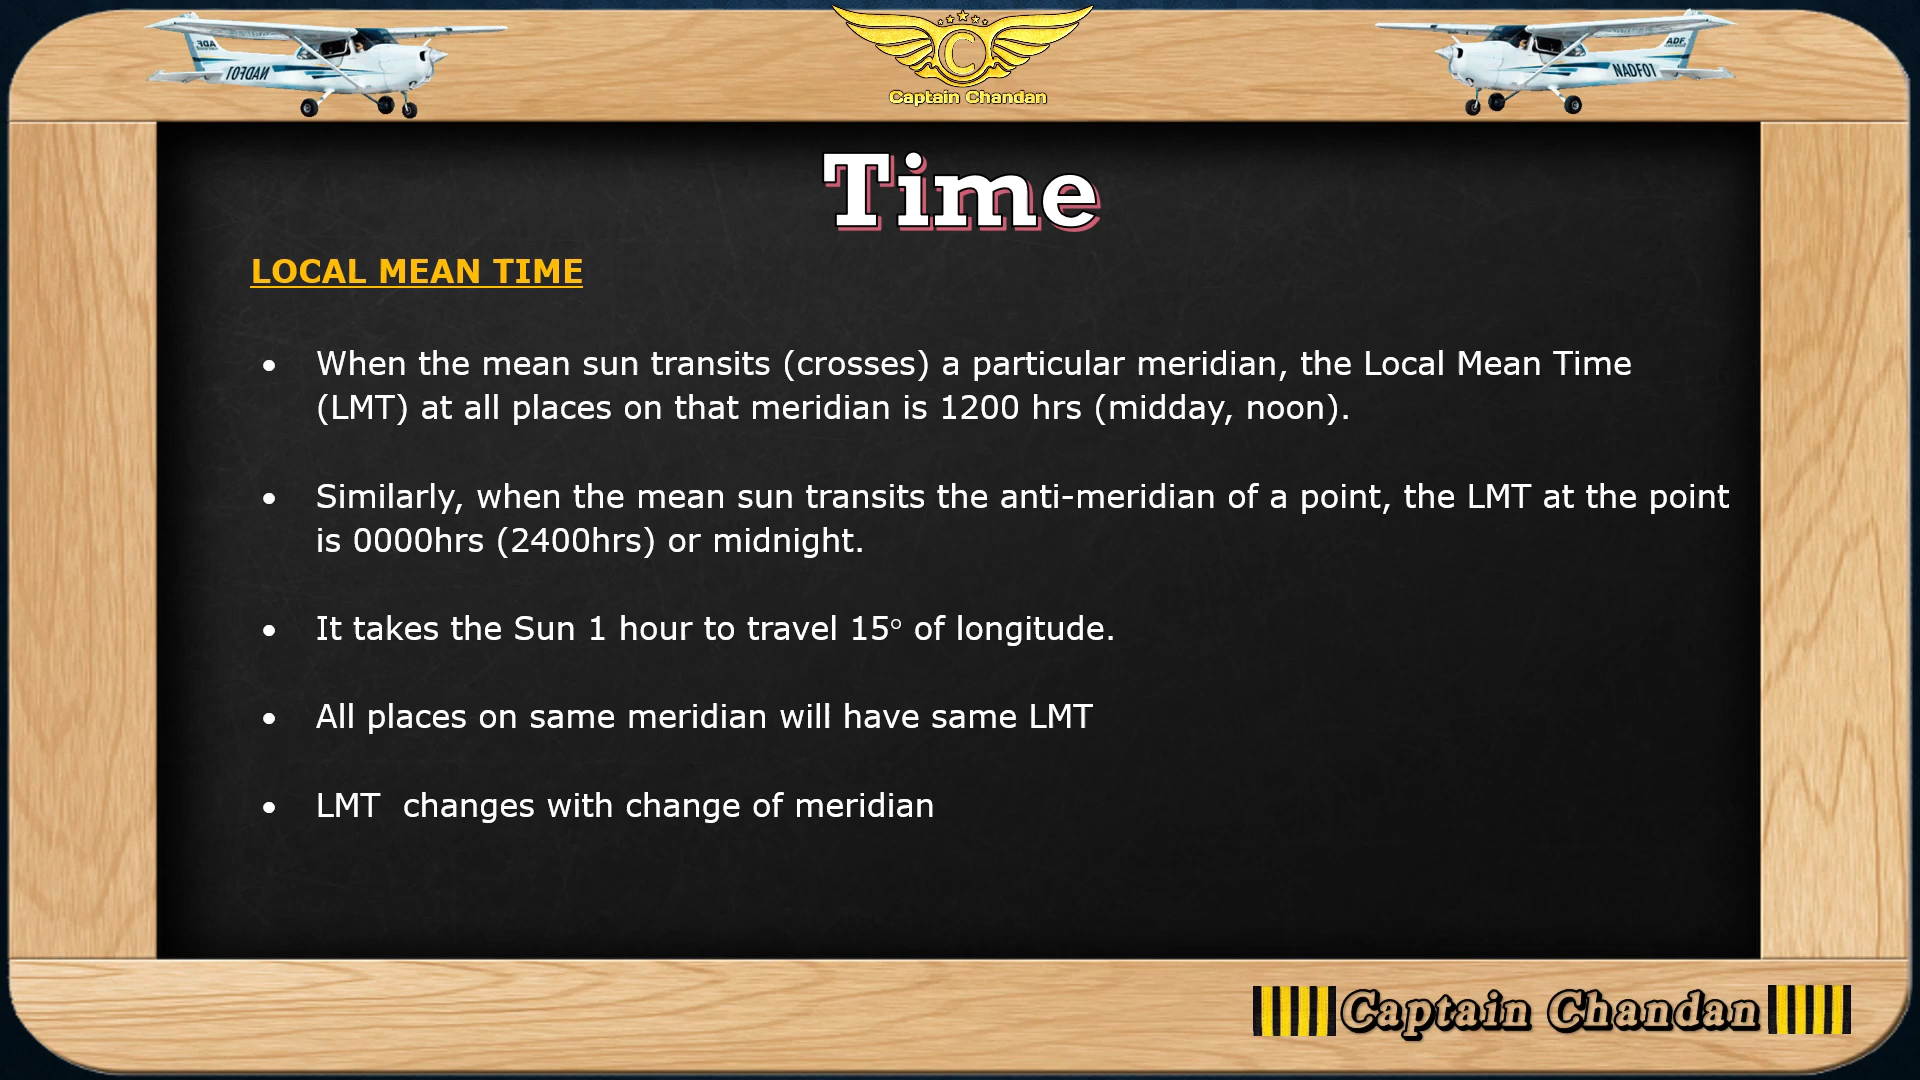 ADF
NADF01
C
Captain Chandan
ADF
NADF01
Time
LOCAL MEAN TIME
• When the mean sun transits (crosses) a particular meridian, the Local Mean Time
(LMT) at all places on that meridian is 1200 hrs (midday, noon).
• Similarly, when the mean sun transits the anti-meridian of a point, the LMT at the point
is 0000hrs (2400hrs) or midnight.
• It takes the Sun 1 hour to travel 15° of longitude.
• All places on same meridian will have same LMT
• LMT  changes with change of meridian
Captain Chandan